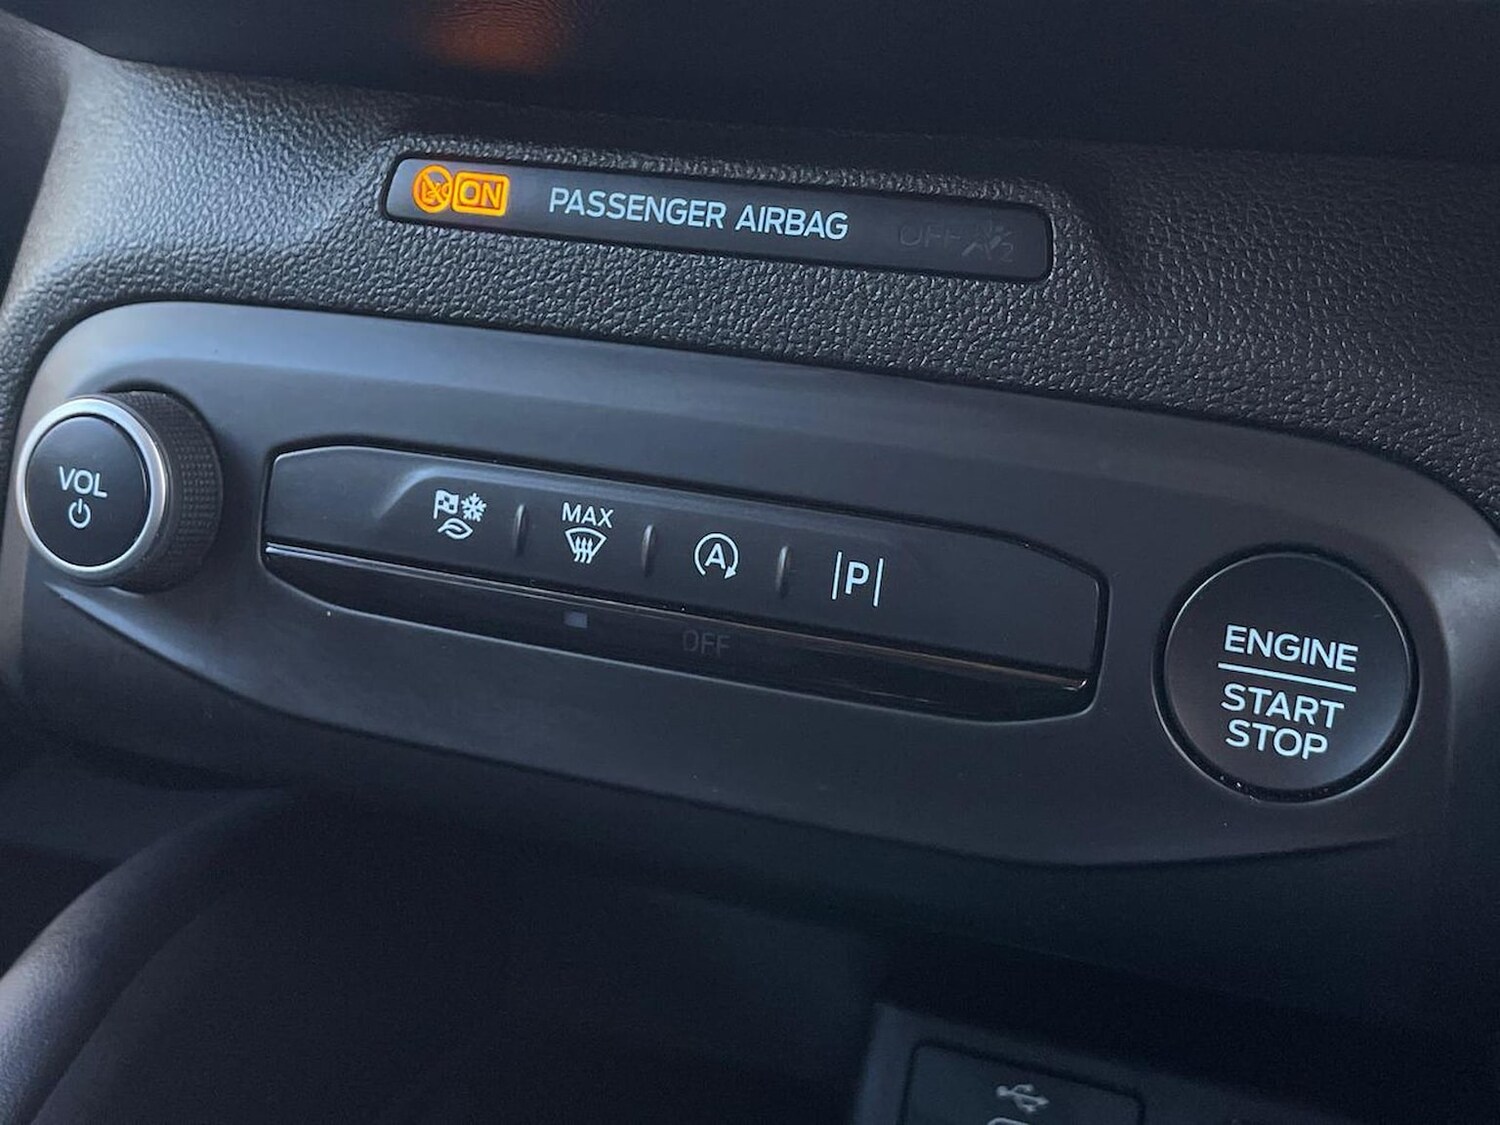 ON PASSENGER AIRBAG OFF
VOL
MAX
A
P
OFF
ENGINE
START
STOP